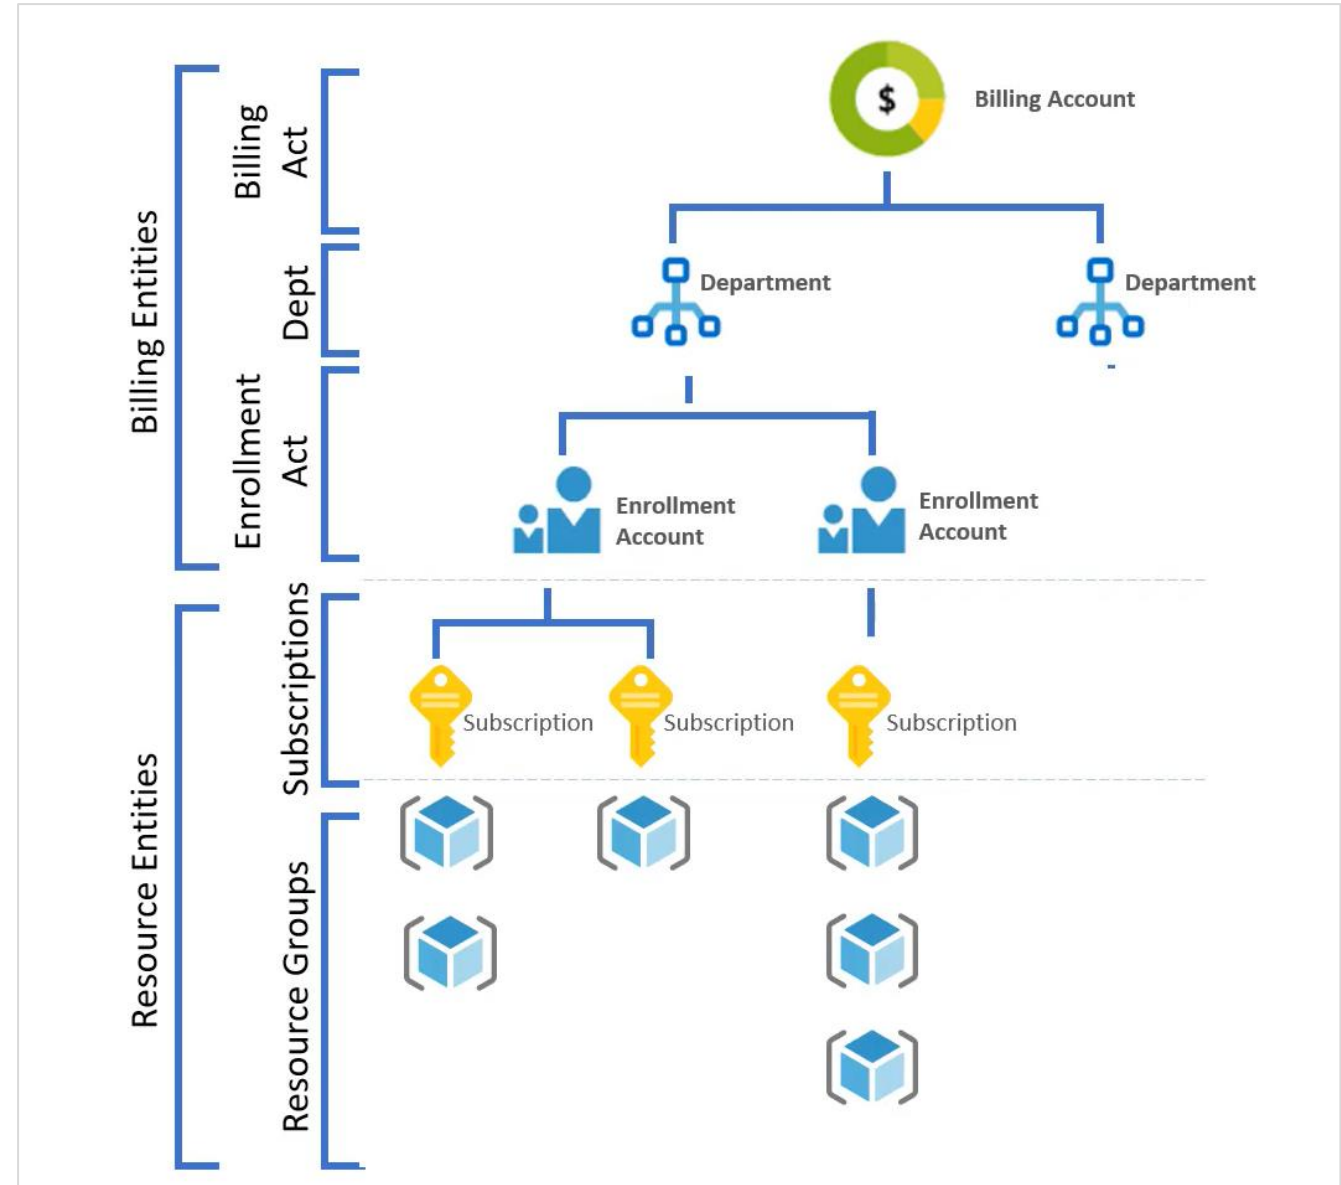 $
Billing Account
Billing Entities
Billing
Act
Dept
Department
Department
Enrollment
Act
Enrollment
Account
Enrollment
Account
Resource Entities
Subscriptions
Subscription
Subscription
Subscription
Resource Groups